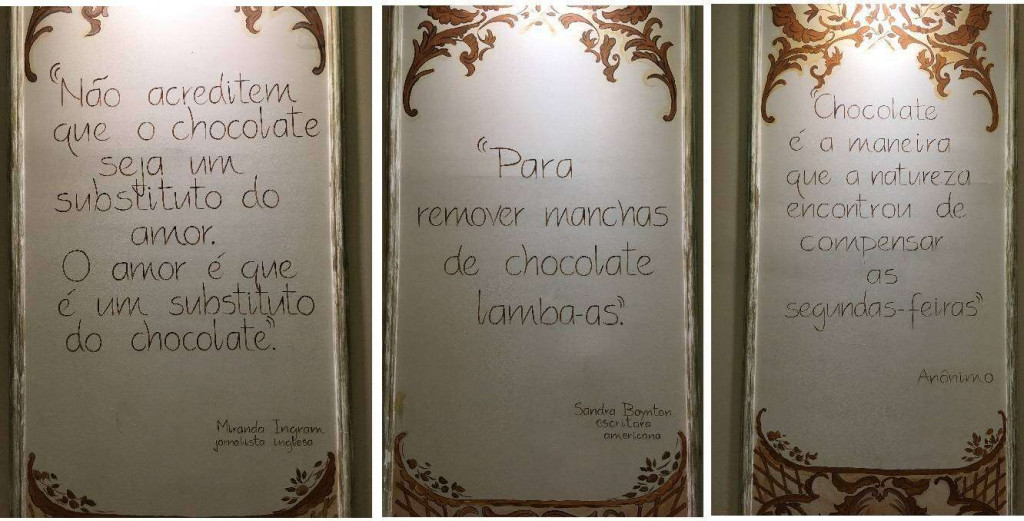 “Não acreditem
que o chocolate
seja um
substituto do
amor.
O amor é que
é um substituto
do chocolate”.
Miranda Ingram
jornalista inglesa
“Para
remover manchas
de chocolate
lamba-as”.
Sandra Boynton
escritora
americana
“Chocolate
é a maneira
que a natureza
encontrou de
compensar
as
segundas-feiras”
Anônimo